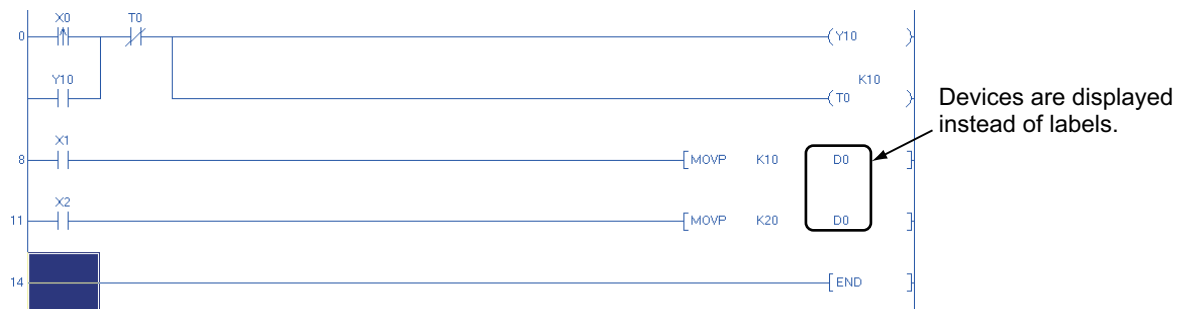 X0 T0
0 (Y10 )
Y10 K10
(T0 )
Devices are displayed
instead of labels.
X1
8 [MOVP K10 D0 ]
X2
11 [MOVP K20 D0 ]
14 [END ]